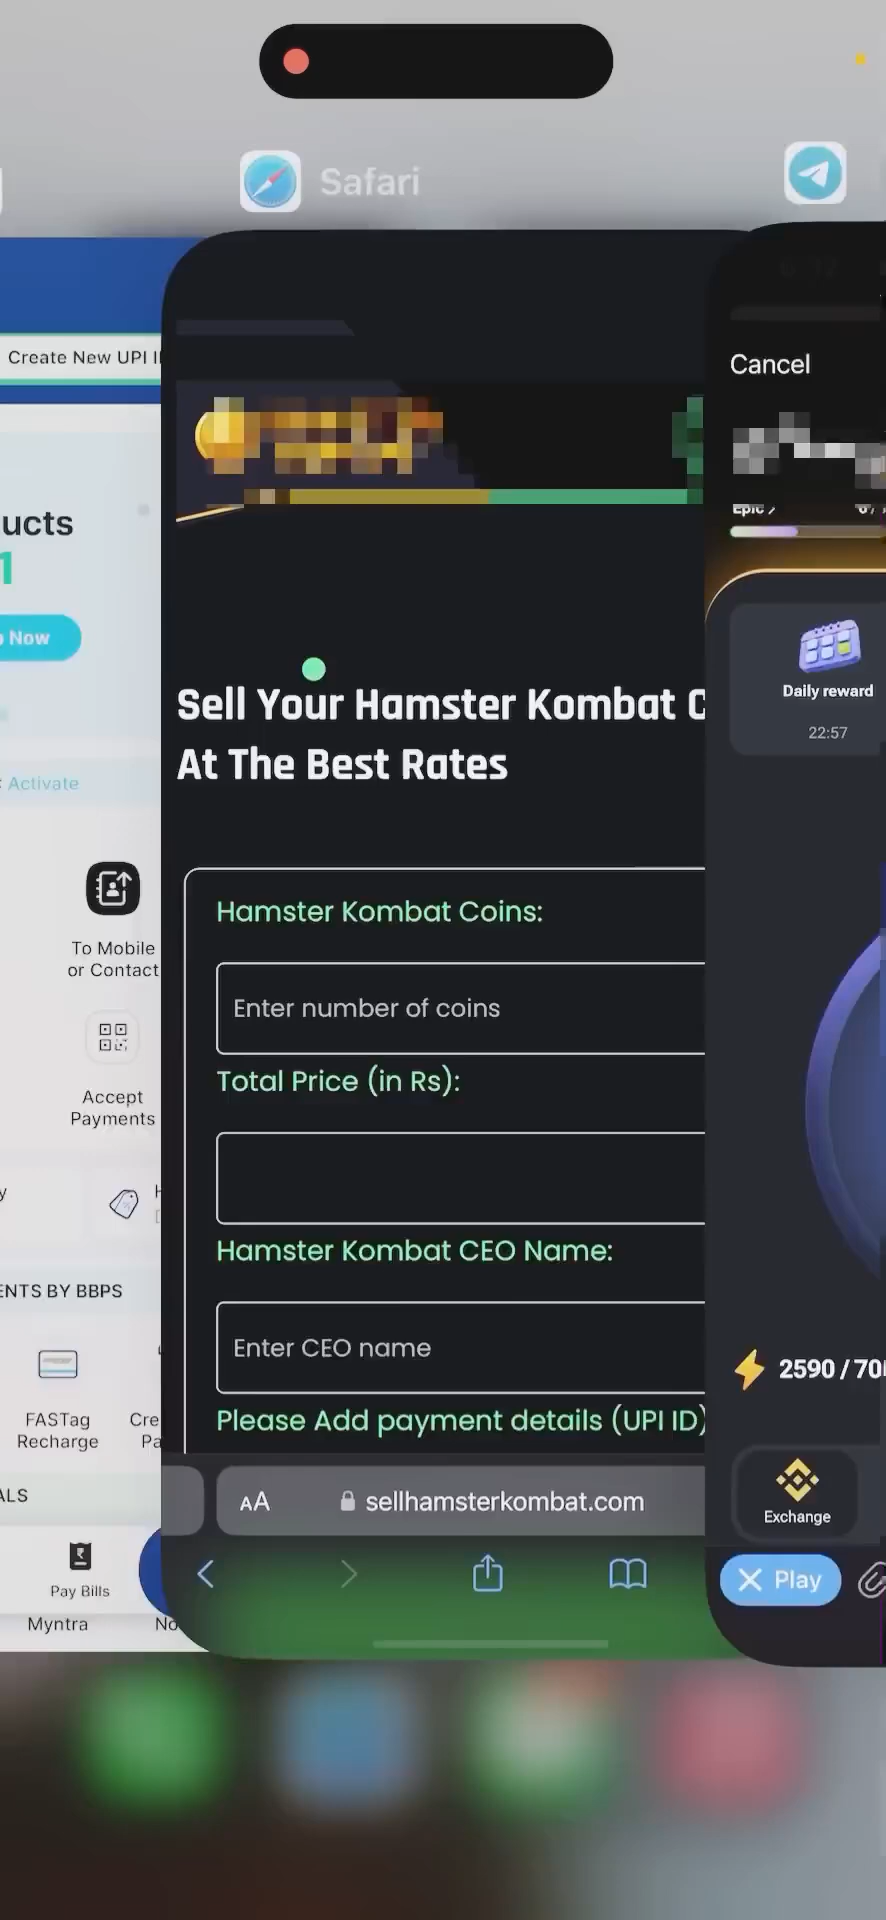 Safari
Create New UPI
Cancel
ucts
1
Now
Epic
Daily reward
22:57
Sell Your Hamster Kombat C
At The Best Rates
Activate
Hamster Kombat Coins:
Enter number of coins
To Mobile
or Contact
Total Price (in Rs):
Accept
Payments
Hamster Kombat CEO Name:
ENTS BY BBPS
Enter CEO name
2590 / 70
FASTag
Recharge
Cre
Pa
Please Add payment details (UPI ID)
ALS
AA
sellhamsterkombat.com
Exchange
Pay Bills
Play
Myntra
No